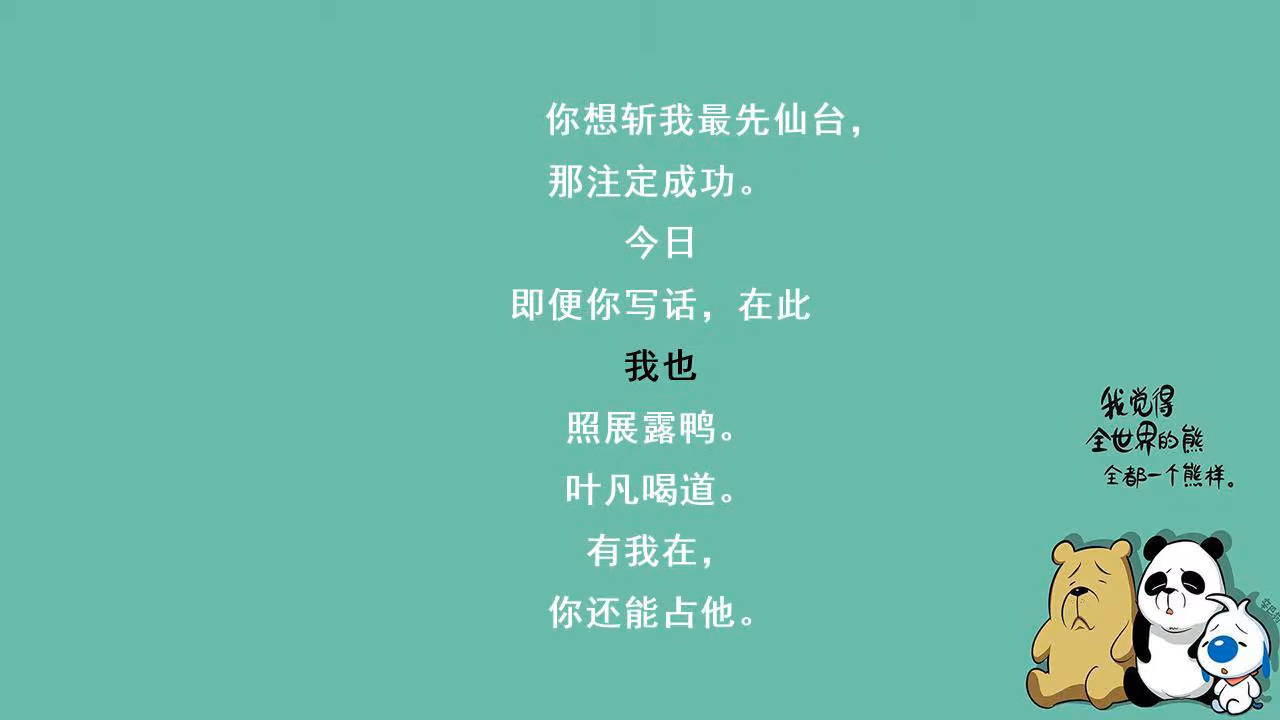 你想斩我最先仙台，
那注定成功。
今日
即便你写话，在此
我也
照展露鸭。
叶凡喝道。
有我在，
你还能占他。
我觉得
全世界的熊
全都一个熊样。